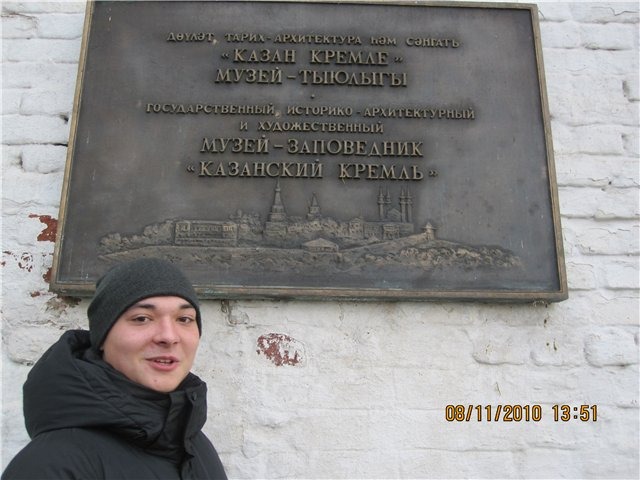 ДӘҮЛӘТ, ТАРИХ-АРХИТЕКТУРА ҺӘМ СӘНГАТЬ
«КАЗАН КРЕМЛЕ»
МУЗЕЙ-ТЫЮЛЫГЫ
ГОСУДАРСТВЕННЫЙ, ИСТОРИКО-АРХИТЕКТУРНЫЙ
И ХУДОЖЕСТВЕННЫЙ
МУЗЕЙ-ЗАПОВЕДНИК
«КАЗАНСКИЙ КРЕМЛЬ»
08/11/2010 13:51